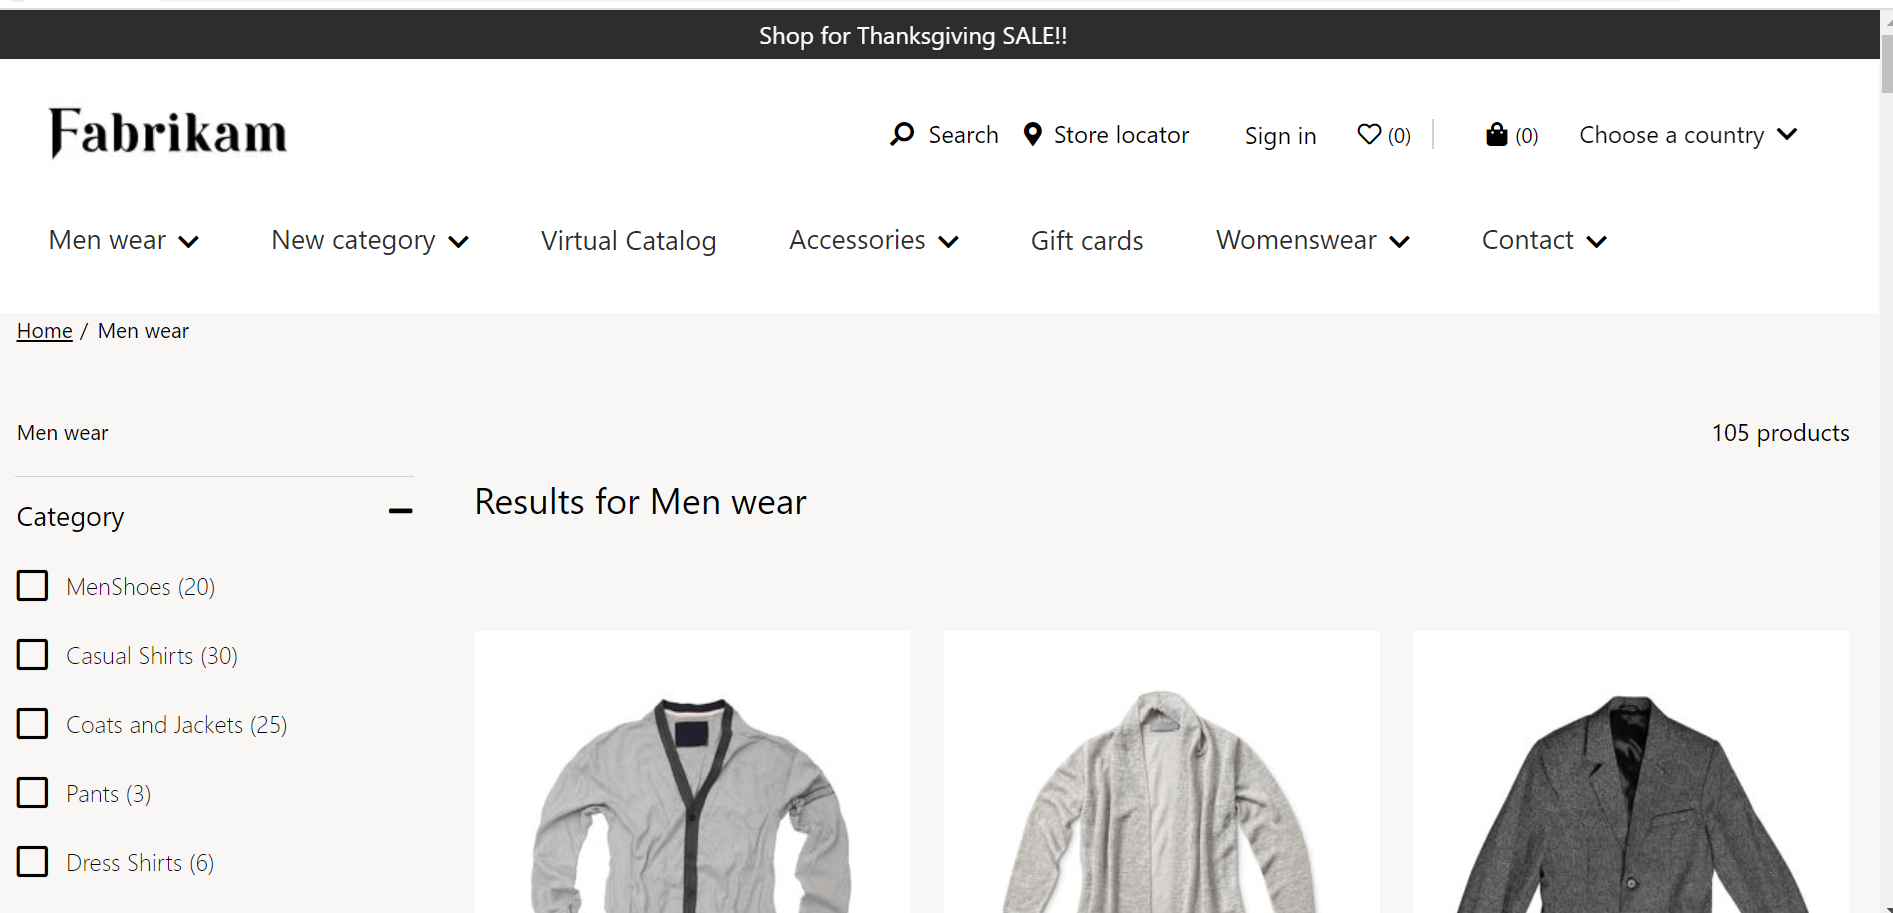 Shop for Thanksgiving SALE!!
Fabrikam
Search Store locator Sign in (0) (0) Choose a country
Men wear New category Virtual Catalog Accessories Gift cards Womenswear Contact
Home / Men wear
Men wear 105 products
Results for Men wear
Category
MenShoes (20)
Casual Shirts (30)
Coats and Jackets (25)
Pants (3)
Dress Shirts (6)